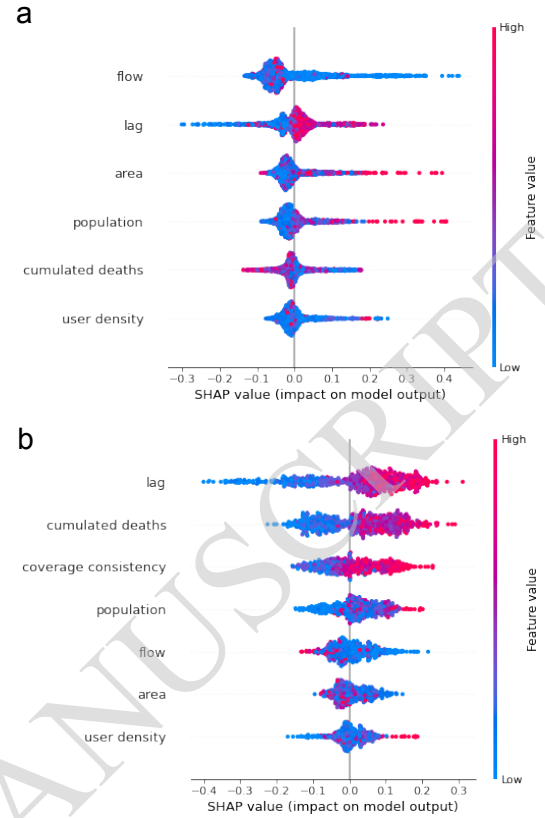 a
High
flow
lag
area
population
cumulated deaths
user density
Feature value
Low
−0.3 −0.2 −0.1 0.0 0.1 0.2 0.3 0.4
SHAP value (impact on model output)
b
High
lag
cumulated deaths
coverage consistency
population
flow
area
user density
Feature value
Low
−0.4 −0.3 −0.2 −0.1 0.0 0.1 0.2 0.3
SHAP value (impact on model output)
ANUSCRIPT